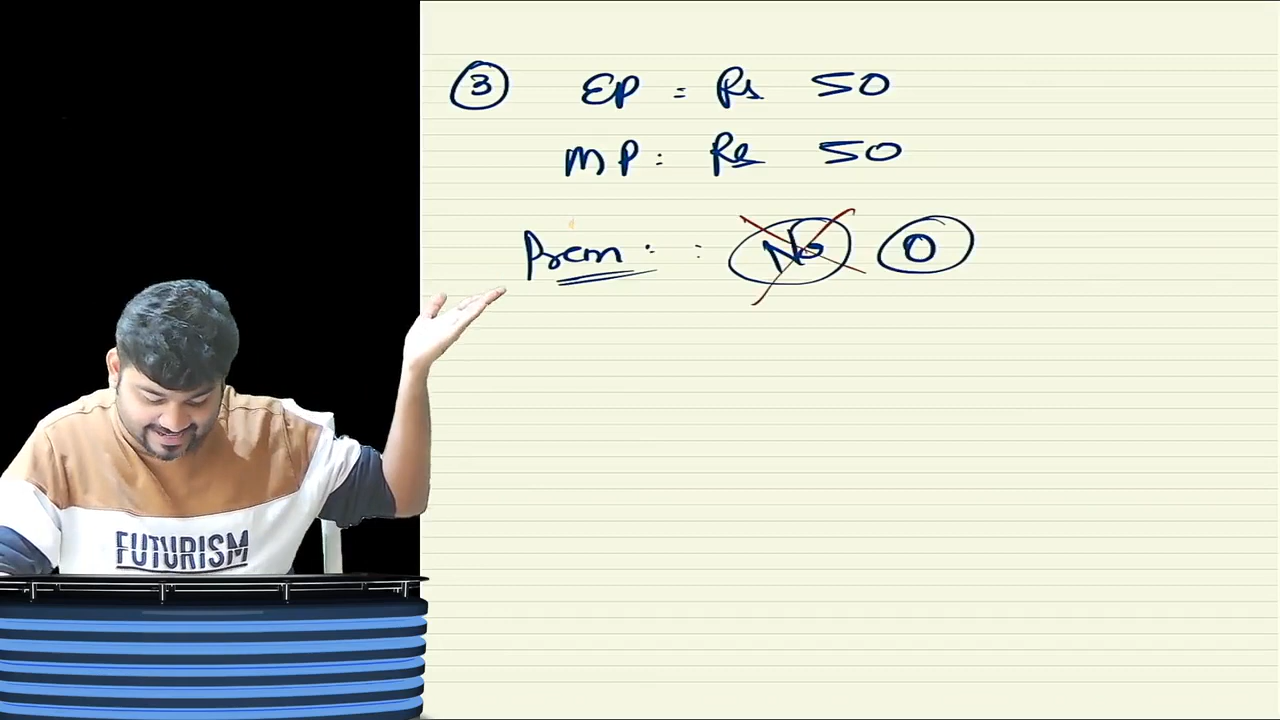 ③ EP = Rs 50
MP : Rs 50
Prem : : No 0
FUTURISM